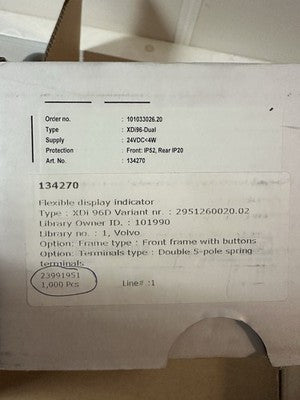 Order no. : 101033026.20
Type : XDi96-Dual
Supply : 24VDC<4W
Protection : Front: IP52, Rear IP20
Art. No. : 134270
134270
Flexible display indicator
Type : XDi 96D Variant nr. : 2951260020.02
Library Owner ID. : 101990
Library no. : 1, Volvo.
Option: Frame type : Front frame with buttons
Option: Terminals type : Double 5-pole spring
terminals
23991951
1,000 Pcs Line# :1